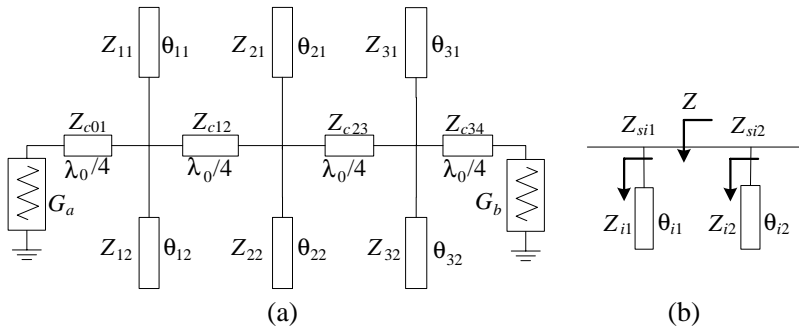 Z11 θ11 Z21 θ21 Z31 θ31
Zc01 Zc12 Zc23 Zc34
λ0/4 λ0/4 λ0/4 λ0/4
Ga Gb
Z12 θ12 Z22 θ22 Z32 θ32
(a)
Zsi1 Z Zsi2
Zi1 θi1 Zi2 θi2
(b)